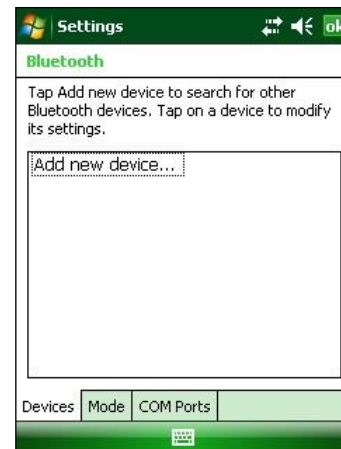 Settings
ok
Bluetooth
Tap Add new device to search for other
Bluetooth devices. Tap on a device to modify
its settings.
Add new device...
Devices Mode COM Ports